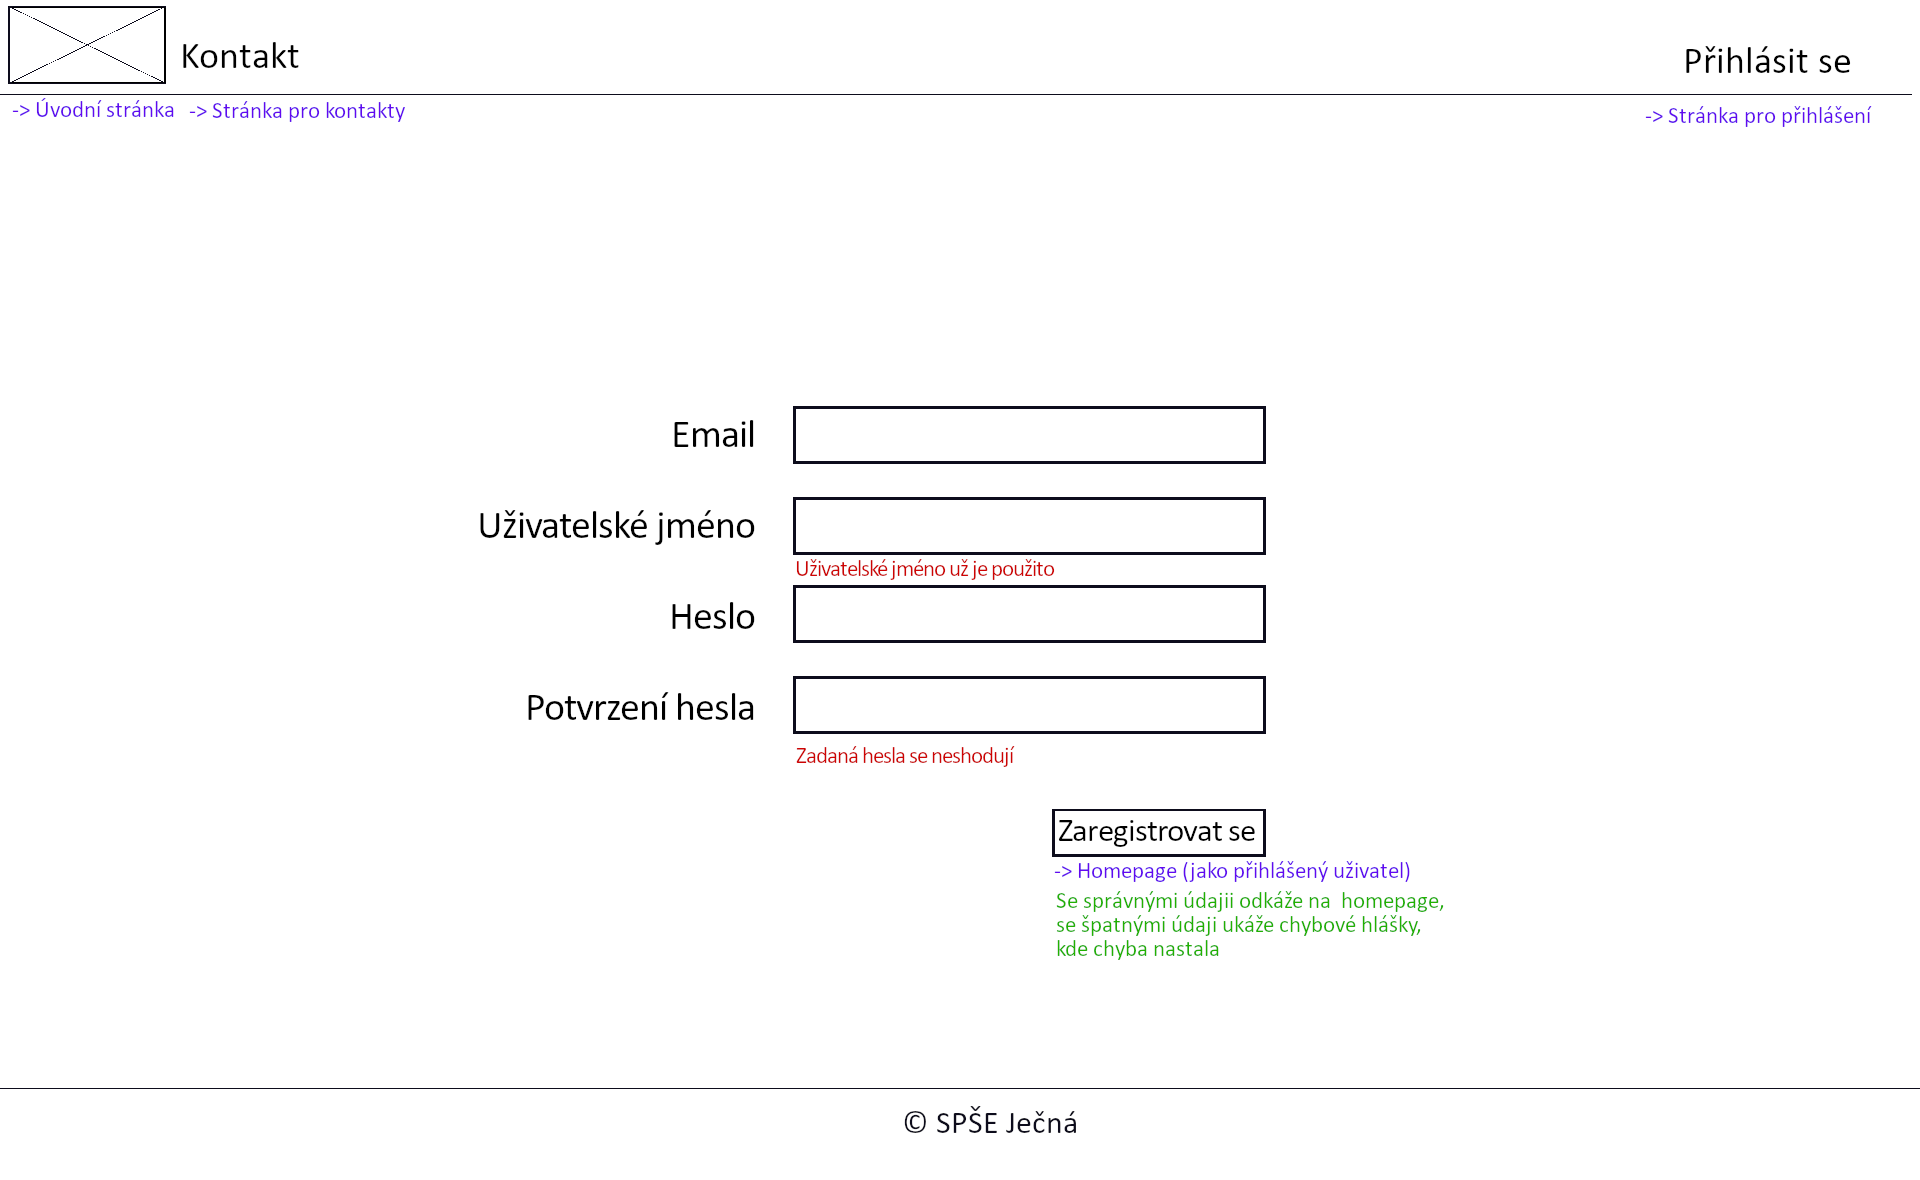 Kontakt
Přihlásit se
-> Úvodní stránka
-> Stránka pro kontakty
-> Stránka pro přihlášení
Email
Uživatelské jméno
Uživatelské jméno už je použito
Heslo
Potvrzení hesla
Zadaná hesla se neshodují
Zaregistrovat se
-> Homepage (jako přihlášený uživatel)
Se správnými údajii odkáže na  homepage,
se špatnými údaji ukáže chybové hlášky,
kde chyba nastala
© SPŠE Ječná